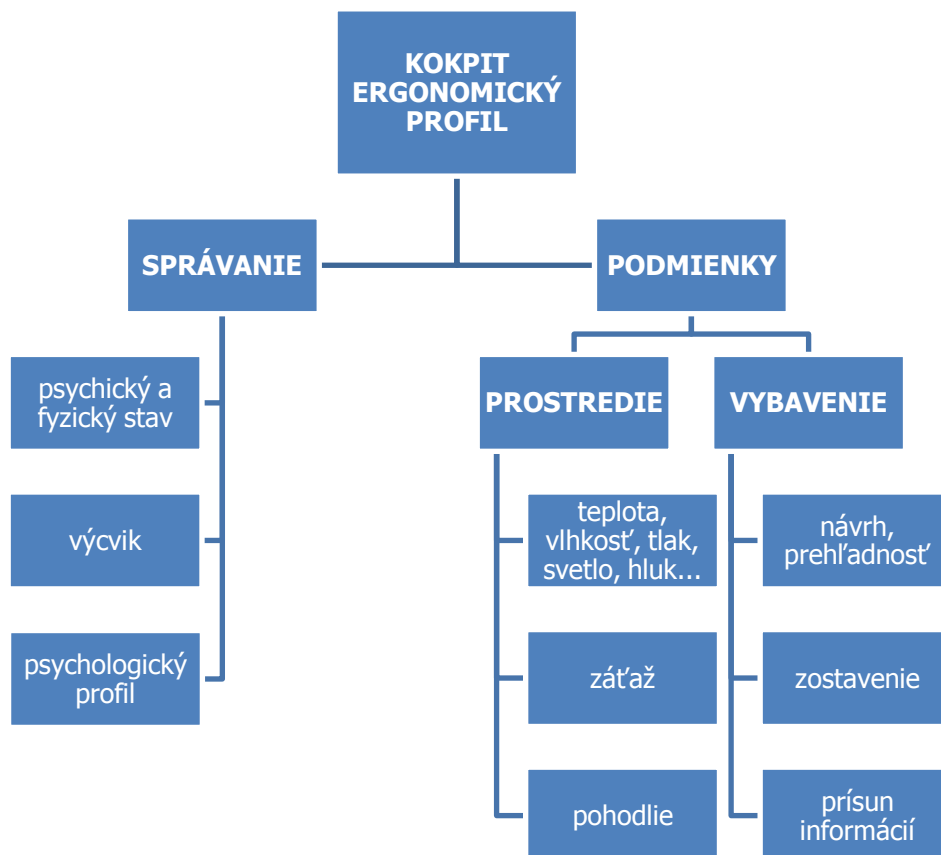 KOKPIT
ERGONOMICKÝ
PROFIL
SPRÁVANIE
PODMIENKY
psychický a
fyzický stav
výcvik
psychologický
profil
PROSTREDIE
VYBAVENIE
teplota,
vlhkosť, tlak,
svetlo, hluk...
záťaž
pohodlie
návrh,
prehľadnosť
zostavenie
prísun
informácií